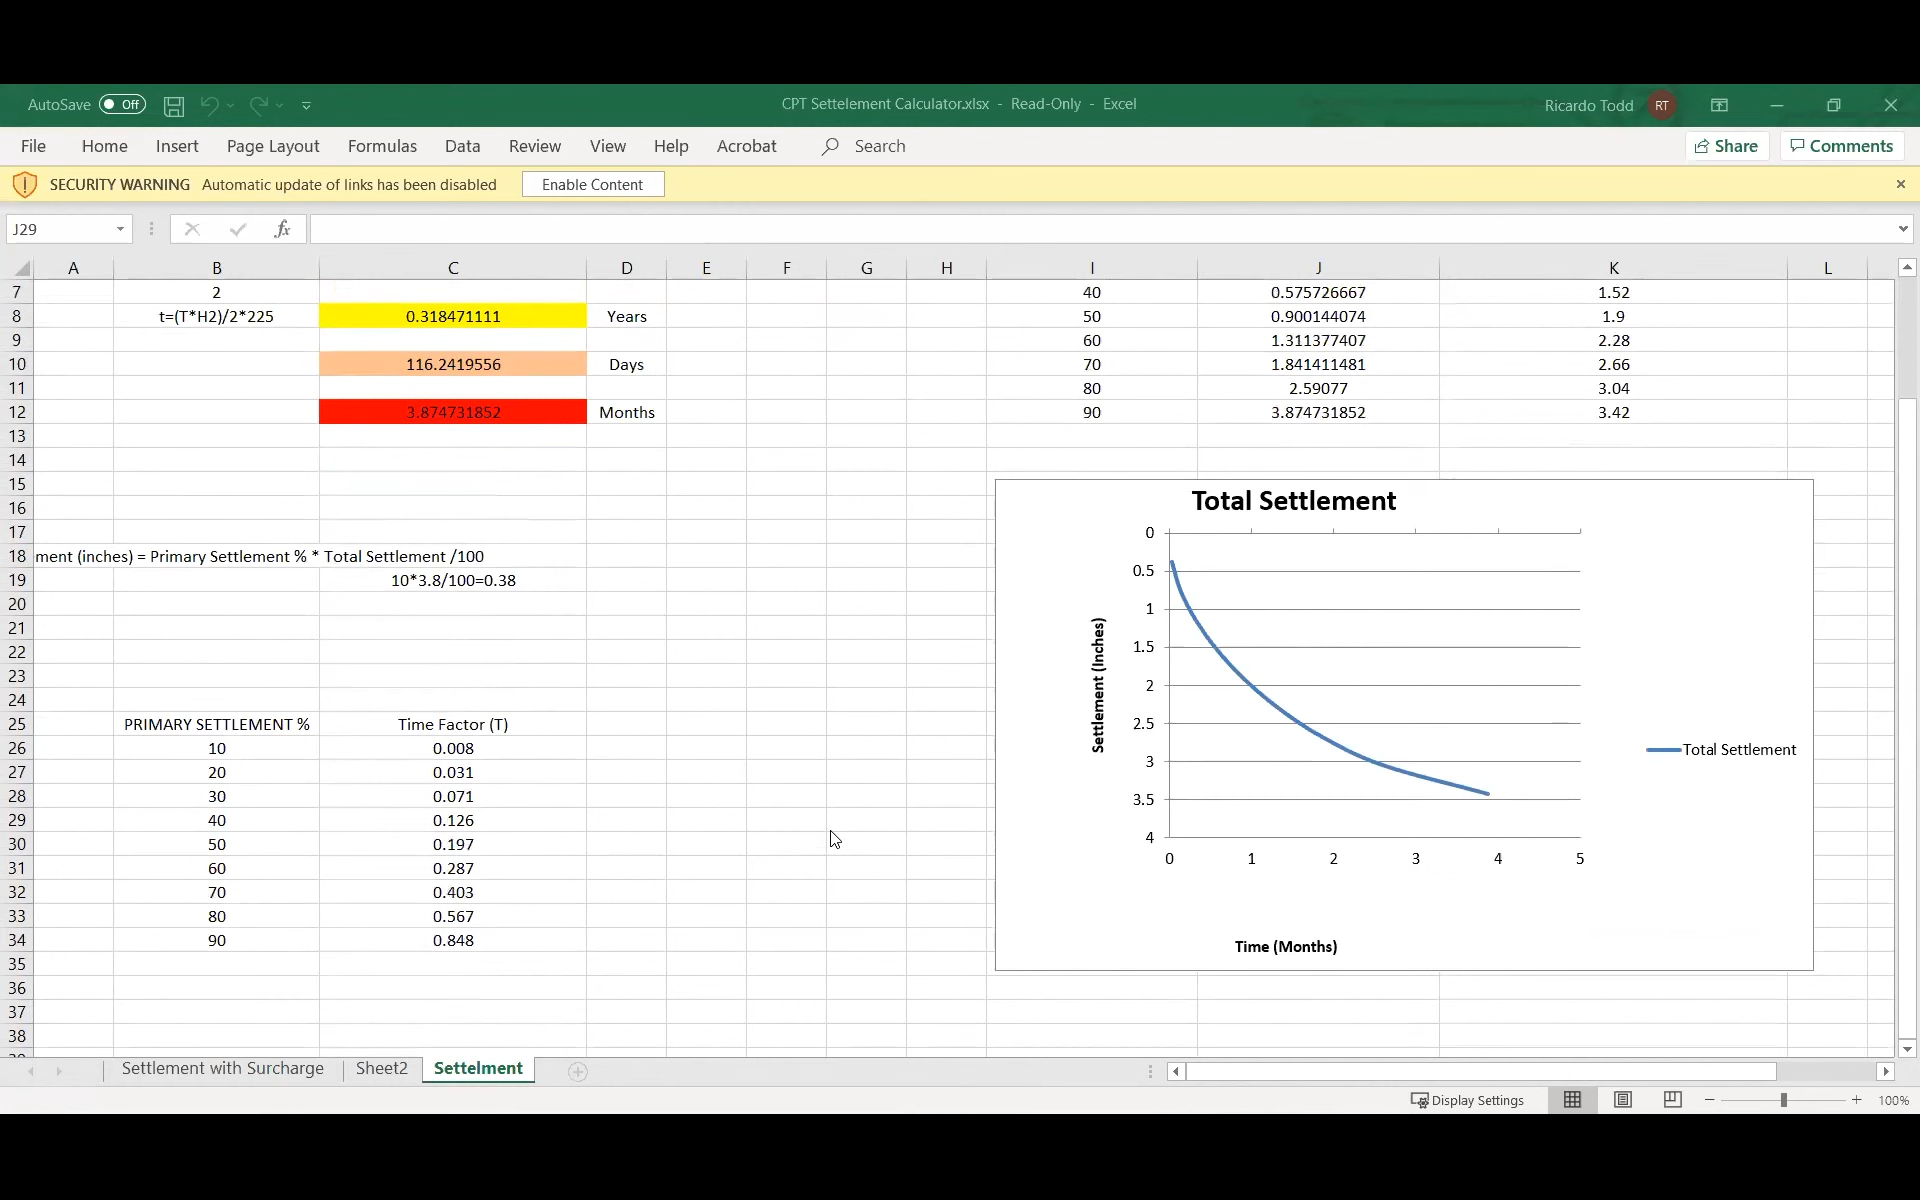 AutoSave Off CPT Settelement Calculator.xlsx - Read-Only - Excel Ricardo Todd RT
File Home Insert Page Layout Formulas Data Review View Help Acrobat Search Share Comments
SECURITY WARNING Automatic update of links has been disabled Enable Content
J29 fx
A B C D E F G H I J K L
7 2 40 0.575726667 1.52
8 t=(T*H2)/2*225 0.318471111 Years 50 0.900144074 1.9
9 60 1.311377407 2.28
10 116.2419556 Days 70 1.841411481 2.66
11 80 2.59077 3.04
12 3.874731852 Months 90 3.874731852 3.42
13
14
15
16
17
18 ment (inches) = Primary Settlement % * Total Settlement /100
19 10*3.8/100=0.38
20
21
22
23
24
25 PRIMARY SETTLEMENT % Time Factor (T)
26 10 0.008
27 20 0.031
28 30 0.071
29 40 0.126
30 50 0.197
31 60 0.287
32 70 0.403
33 80 0.567
34 90 0.848
35
36
37
38
Total Settlement
0
0.5
1
1.5
2
2.5
3
3.5
4
0 1 2 3 4 5
Settlement (Inches)
Time (Months)
Total Settlement
Settlement with Surcharge Sheet2 Settelment
Display Settings 100%